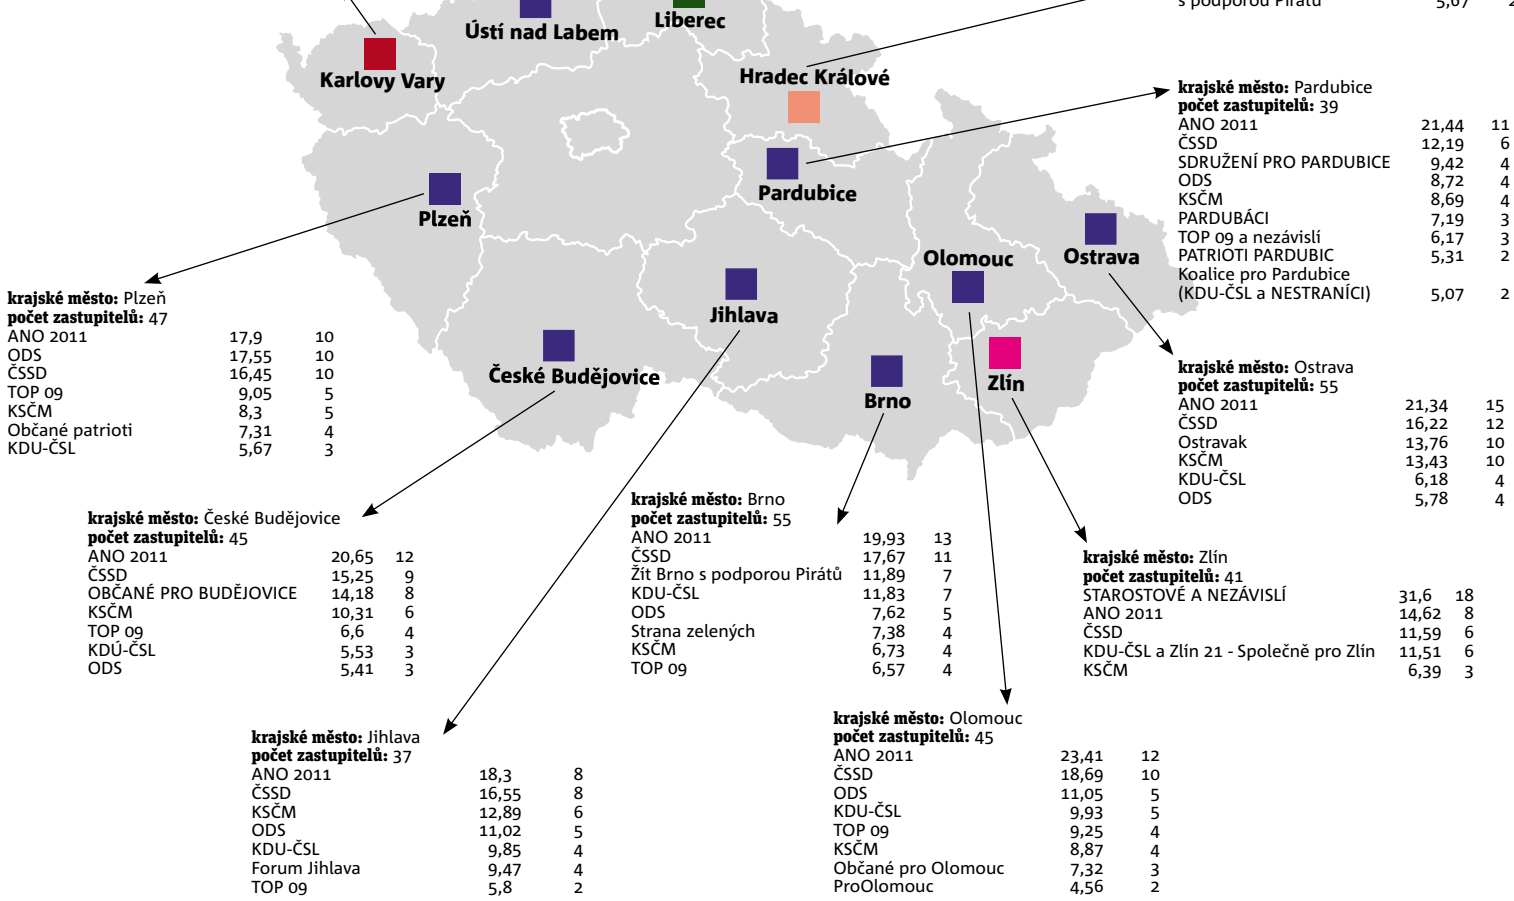 s podporou Pirátů 5,67
Liberec
Ústí nad Labem
Karlovy Vary
Hradec Králové
Pardubice
Plzeň
Olomouc
Ostrava
Jihlava
České Budějovice
Brno
Zlín
krajské město: Pardubice
počet zastupitelů: 39
ANO 2011 21,44 11
ČSSD 12,19 6
SDRUŽENÍ PRO PARDUBICE 9,42 4
ODS 8,72 4
KSČM 8,69 4
PARDUBÁCI 7,19 3
TOP 09 a nezávislí 6,17 3
PATRIOTI PARDUBIC 5,31 2
Koalice pro Pardubice
(KDU-ČSL a NESTRANÍCI) 5,07 2
krajské město: Plzeň
počet zastupitelů: 47
ANO 2011 17,9 10
ODS 17,55 10
ČSSD 16,45 10
TOP 09 9,05 5
KSČM 8,3 5
Občané patrioti 7,31 4
KDU-ČSL 5,67 3
krajské město: Ostrava
počet zastupitelů: 55
ANO 2011 21,34 15
ČSSD 16,22 12
Ostravak 13,76 10
KSČM 13,43 10
KDU-ČSL 6,18 4
ODS 5,78 4
krajské město: České Budějovice
počet zastupitelů: 45
ANO 2011 20,65 12
ČSSD 15,25 9
OBČANÉ PRO BUDĚJOVICE 14,18 8
KSČM 10,31 6
TOP 09 6,6 4
KDÚ-ČSL 5,53 3
ODS 5,41 3
krajské město: Brno
počet zastupitelů: 55
ANO 2011 19,93 13
ČSSD 17,67 11
Žít Brno s podporou Pirátů 11,89 7
KDU-ČSL 11,83 7
ODS 7,62 5
Strana zelených 7,38 4
KSČM 6,73 4
TOP 09 6,57 4
krajské město: Zlín
počet zastupitelů: 41
STAROSTOVÉ A NEZÁVISLÍ 31,6 18
ANO 2011 14,62 8
ČSSD 11,59 6
KDU-ČSL a Zlín 21 - Společně pro Zlín 11,51 6
KSČM 6,39 3
krajské město: Jihlava
počet zastupitelů: 37
ANO 2011 18,3 8
ČSSD 16,55 8
KSČM 12,89 6
ODS 11,02 5
KDU-ČSL 9,85 4
Forum Jihlava 9,47 4
TOP 09 5,8 2
krajské město: Olomouc
počet zastupitelů: 45
ANO 2011 23,41 12
ČSSD 18,69 10
ODS 11,05 5
KDU-ČSL 9,93 5
TOP 09 9,25 4
KSČM 8,87 4
Občané pro Olomouc 7,32 3
ProOlomouc 4,56 2